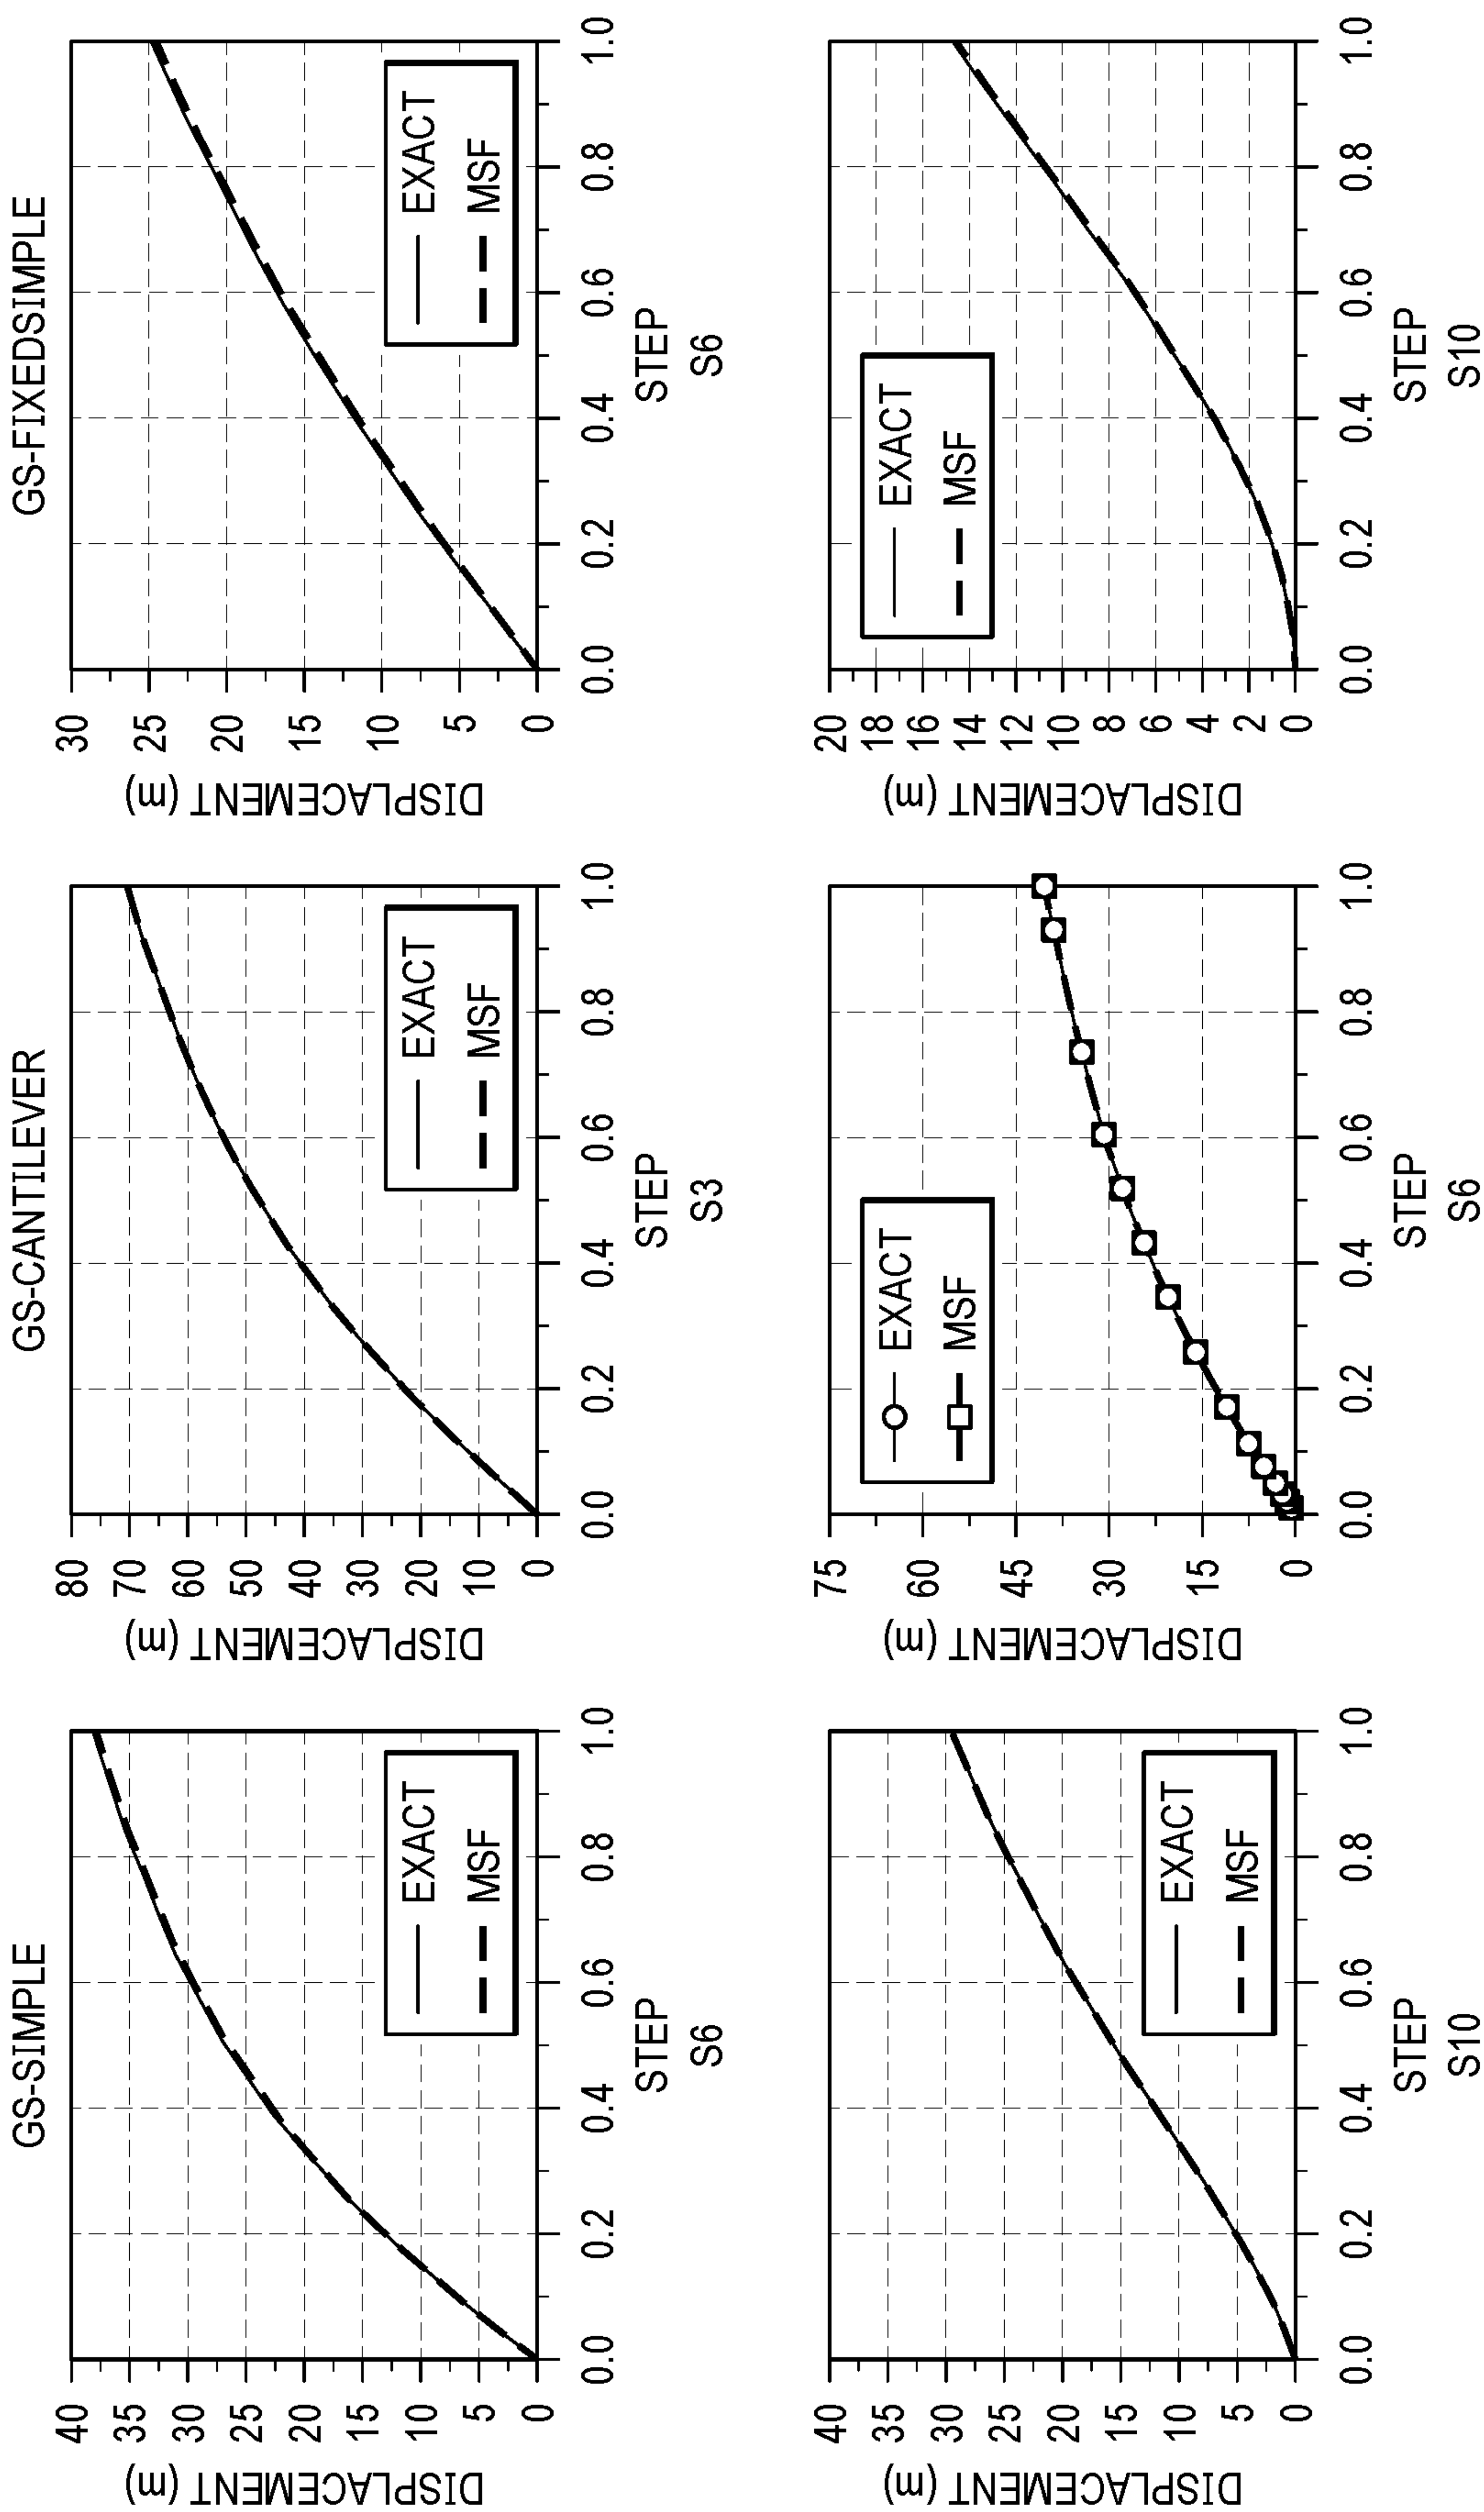 GS-SIMPLE
DISPLACEMENT (m)
40
35
30
25
20
15
10
5
0
EXACT
MSF
0.0 0.2 0.4 0.6 0.8 1.0
STEP
S6
GS-CANTILEVER
DISPLACEMENT (m)
80
70
60
50
40
30
20
10
0
EXACT
MSF
0.0 0.2 0.4 0.6 0.8 1.0
STEP
S3
GS-FIXEDSIMPLE
DISPLACEMENT (m)
30
25
20
15
10
5
0
EXACT
MSF
0.0 0.2 0.4 0.6 0.8 1.0
STEP
S6
DISPLACEMENT (m)
40
35
30
25
20
15
10
5
0
EXACT
MSF
0.0 0.2 0.4 0.6 0.8 1.0
STEP
S10
DISPLACEMENT (m)
75
60
45
30
15
0
EXACT
MSF
0.0 0.2 0.4 0.6 0.8 1.0
STEP
S6
DISPLACEMENT (m)
20
18
16
14
12
10
8
6
4
2
0
EXACT
MSF
0.0 0.2 0.4 0.6 0.8 1.0
STEP
S10